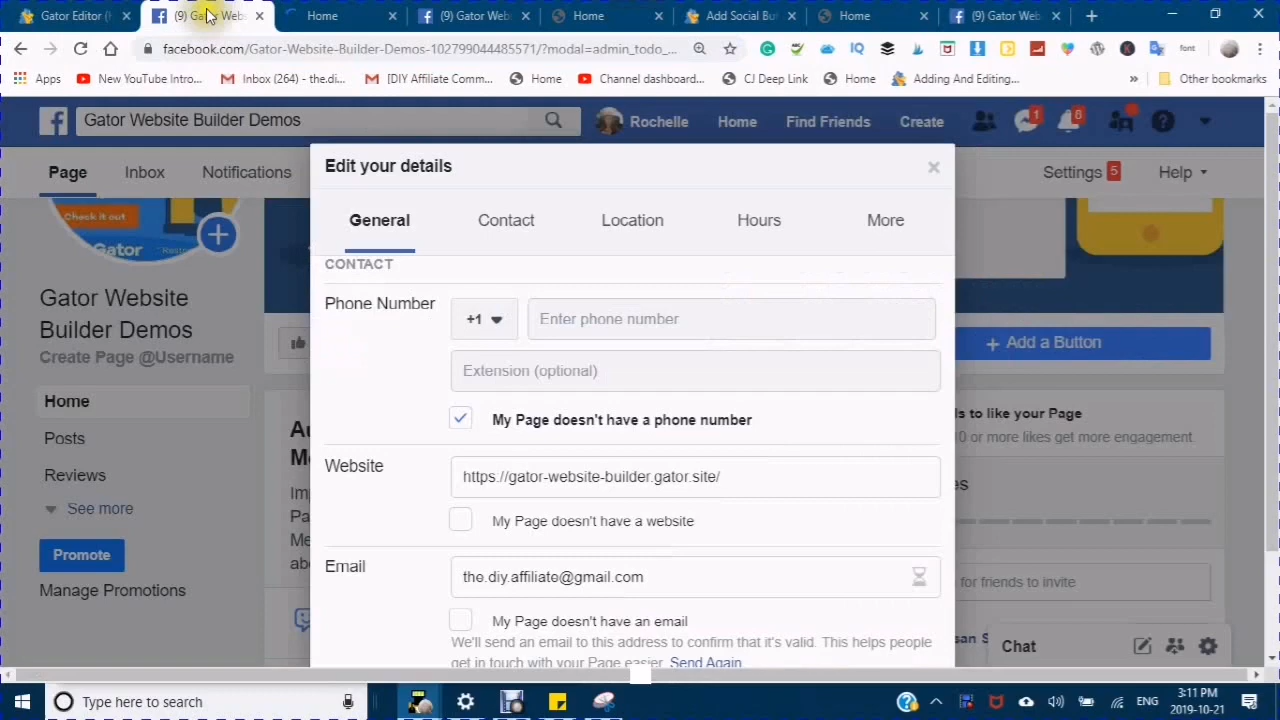 Gator Editor (
(9) Gator Web
Home
(9) Gator Web
Home
Add Social Bu
Home
(9) Gator Web
facebook.com/Gator-Website-Builder-Demos-102799044485571/?modal=admin_todo_...
font
Apps
New YouTube Intro...
Inbox (264) - the.di...
[DIY Affiliate Comm...
Home
Channel dashboard...
CJ Deep Link
Home
Adding And Editing...
»
Other bookmarks
Gator Website Builder Demos
Rochelle
Home
Find Friends
Create
1
8
Page
Inbox
Notifications
Settings 5
Help
Edit your details
General
Contact
Location
Hours
More
Check it out
Gator
CONTACT
Phone Number
+1
Enter phone number
Extension (optional)
My Page doesn't have a phone number
Website
https://gator-website-builder.gator.site/
My Page doesn't have a website
Email
the.diy.affiliate@gmail.com
My Page doesn't have an email
We'll send an email to this address to confirm that it's valid. This helps people
get in touch with your Page easier. Send Again
Gator Website
Builder Demos
Create Page @Username
Home
Posts
Reviews
See more
Promote
Manage Promotions
+ Add a Button
ds to like your Page
10 or more likes get more engagement.
for friends to invite
Chat
Type here to search
ENG
3:11 PM
2019-10-21